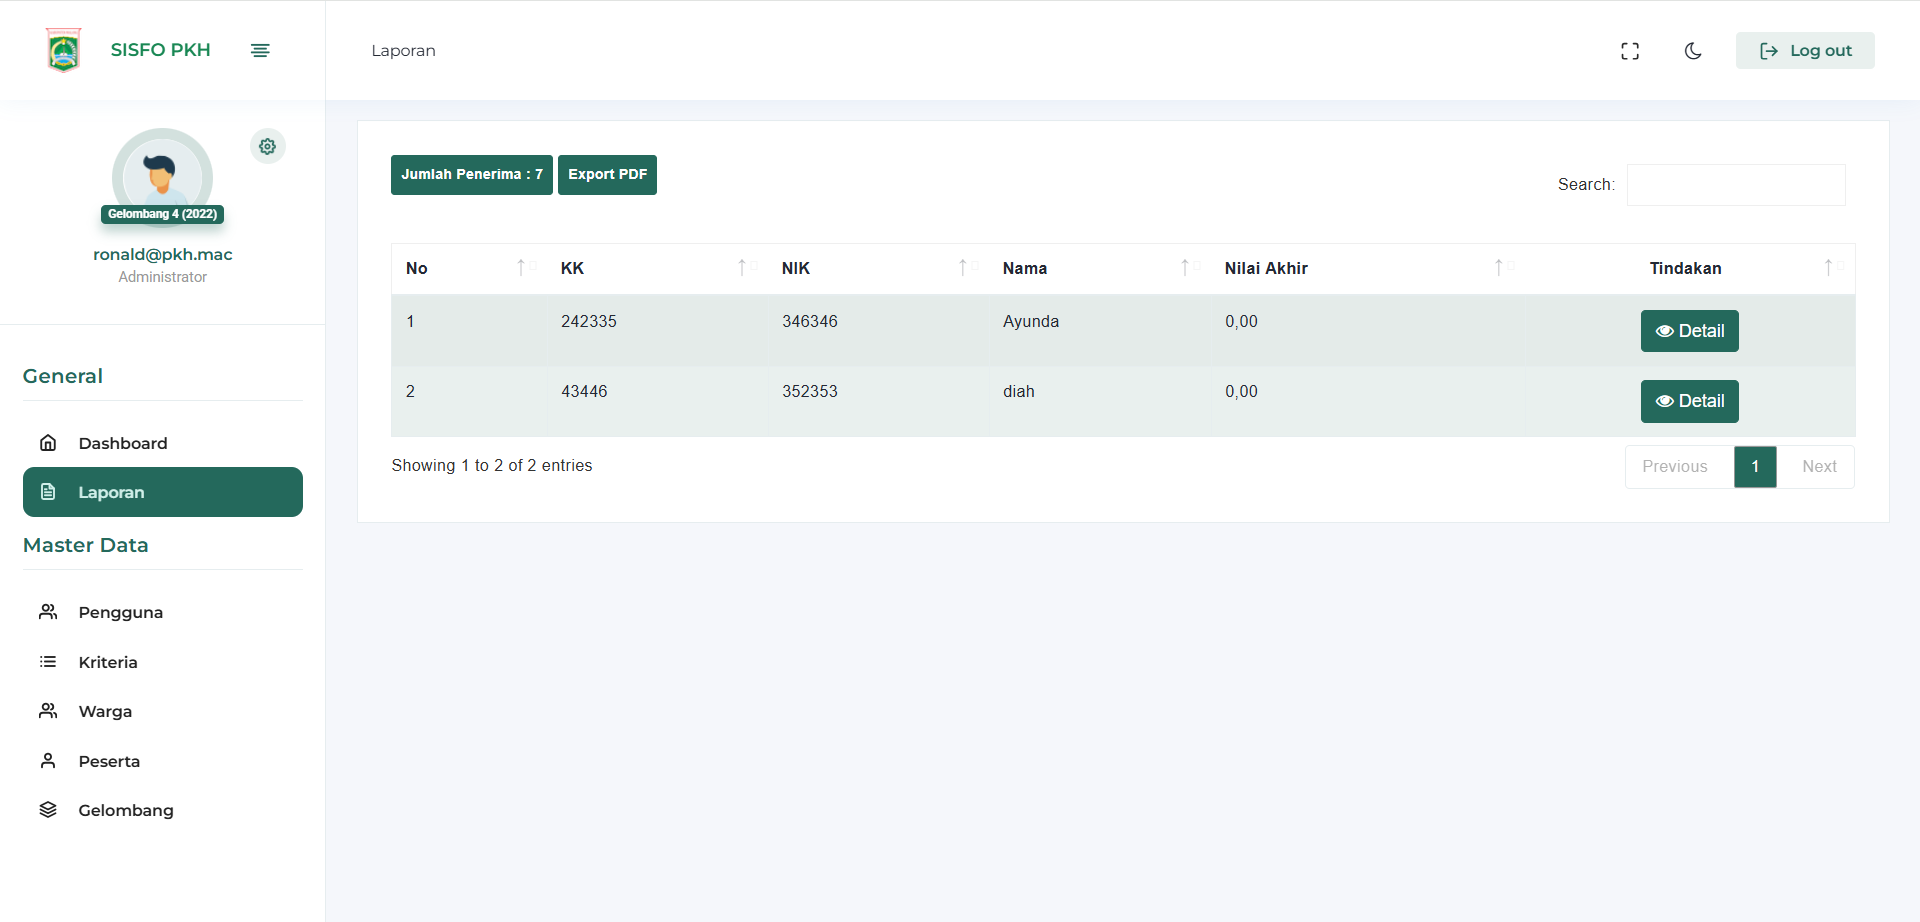 SISFO PKH
Laporan
Log out
Gelombang 4 (2022)
ronald@pkh.mac
Administrator
General
Dashboard
Laporan
Master Data
Pengguna
Kriteria
Warga
Peserta
Gelombang
Jumlah Penerima : 7 Export PDF
Search:
No KK NIK Nama Nilai Akhir Tindakan
1 242335 346346 Ayunda 0,00 Detail
2 43446 352353 diah 0,00 Detail
Showing 1 to 2 of 2 entries
Previous 1 Next